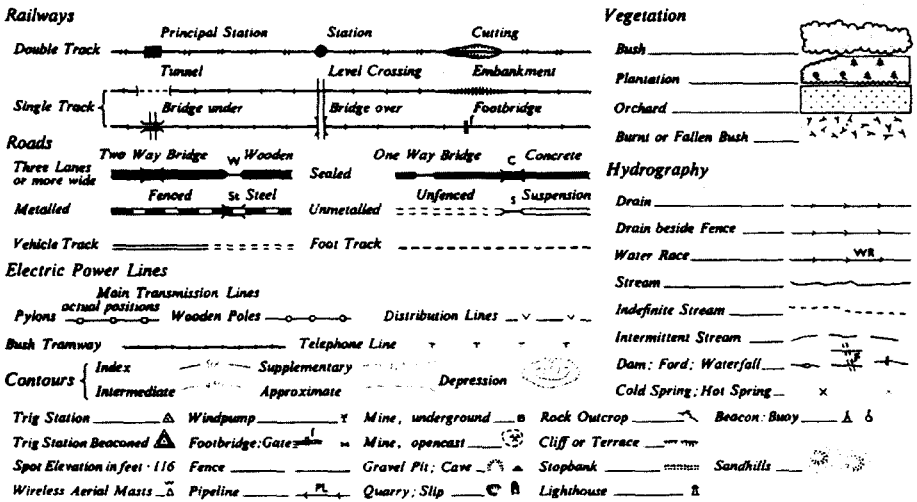 Railways
Principal Station Station Cutting
Double Track
Tunnel Level Crossing Embankment
Single Track
Bridge under Bridge over Footbridge
Roads
Two Way Bridge W Wooden One Way Bridge C Concrete
Three Lanes or more wide Sealed
Fenced St Steel Unfenced S Suspension
Metalled Unmetalled
Vehicle Track Foot Track
Electric Power Lines
Main Transmission Lines
actual positions
Pylons Wooden Poles Distribution Lines
Bush Tramway Telephone Line
Contours
Index Supplementary Depression
Intermediate Approximate
Vegetation
Bush
Plantation
Orchard
Burnt or Fallen Bush
Hydrography
Drain
Drain beside Fence
Water Race WR
Stream
Indefinite Stream
Intermittent Stream
Dam; Ford; Waterfall F
Cold Spring; Hot Spring
Trig Station Windpump Mine, underground Rock Outcrop Beacon: Buoy
Trig Station Beaconed Footbridge; Gate f Mine, opencast Cliff or Terrace
Spot Elevation in feet · 116 Fence Gravel Pit; Cave Stopbank Sandhills
Wireless Aerial Masts Pipeline PL Quarry; Slip Lighthouse